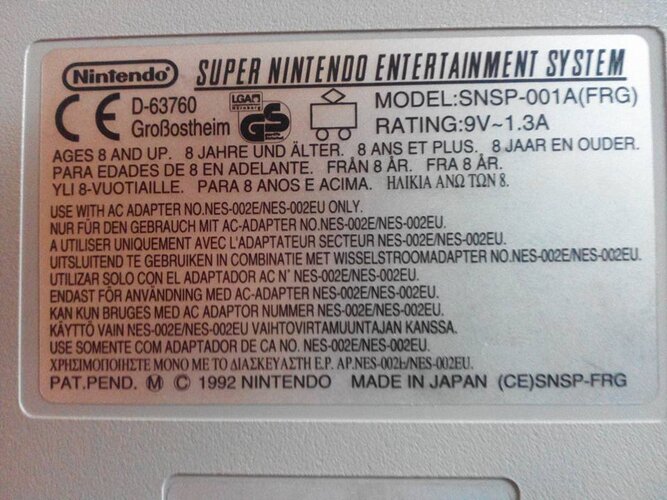 Nintendo SUPER NINTENDO ENTERTAINMENT SYSTEM
CE D-63760 LGA GS MODEL:SNSP-001A(FRG)
Großostheim RATING:9V~1.3A
AGES 8 AND UP. 8 JAHRE UND ÄLTER. 8 ANS ET PLUS. 8 JAAR EN OUDER.
PARA EDADES DE 8 EN ADELANTE. FRÅN 8 ÅR. FRA 8 ÅR.
YLI 8-VUOTIAILLE. PARA 8 ANOS E ACIMA. ΗΛΙΚΙΑ ΑΝΩ ΤΩΝ 8.
USE WITH AC ADAPTER NO.NES-002E/NES-002EU ONLY.
NUR FÜR DEN GEBRAUCH MIT AC-ADAPTER NO.NES-002E/NES-002EU.
A UTILISER UNIQUEMENT AVEC L'ADAPTATEUR SECTEUR NES-002E/NES-002EU.
UITSLUITEND TE GEBRUIKEN IN COMBINATIE MET WISSELSTROOMADAPTER NO.NES-002E/NES-002EU.
UTILIZAR SOLO CON EL ADAPTADOR AC N° NES-002E/NES-002EU.
ENDAST FÖR ANVÄNDNING MED AC-ADAPTER NES-002E/NES-002EU.
KAN KUN BRUGES MED AC ADAPTOR NUMMER NES-002E/NES-002EU.
KÄYTTÖ VAIN NES-002E/NES-002EU VAIHTOVIRTAMUUNTAJAN KANSSA.
USE SOMENTE COM ADAPTADOR DE CA NO. NES-002E/NES-002EU.
ΧΡΗΣΙΜΟΠΟΙΗΣΤΕ ΜΟΝΟ ΜΕ ΤΟ ΔΙΑΣΚΕΥΑΣΤΗ Ε.Ρ. ΑΡ.NES-002E/NES-002EU.
PAT.PEND. Ⓜ © 1992 NINTENDO MADE IN JAPAN (CE)SNSP-FRG